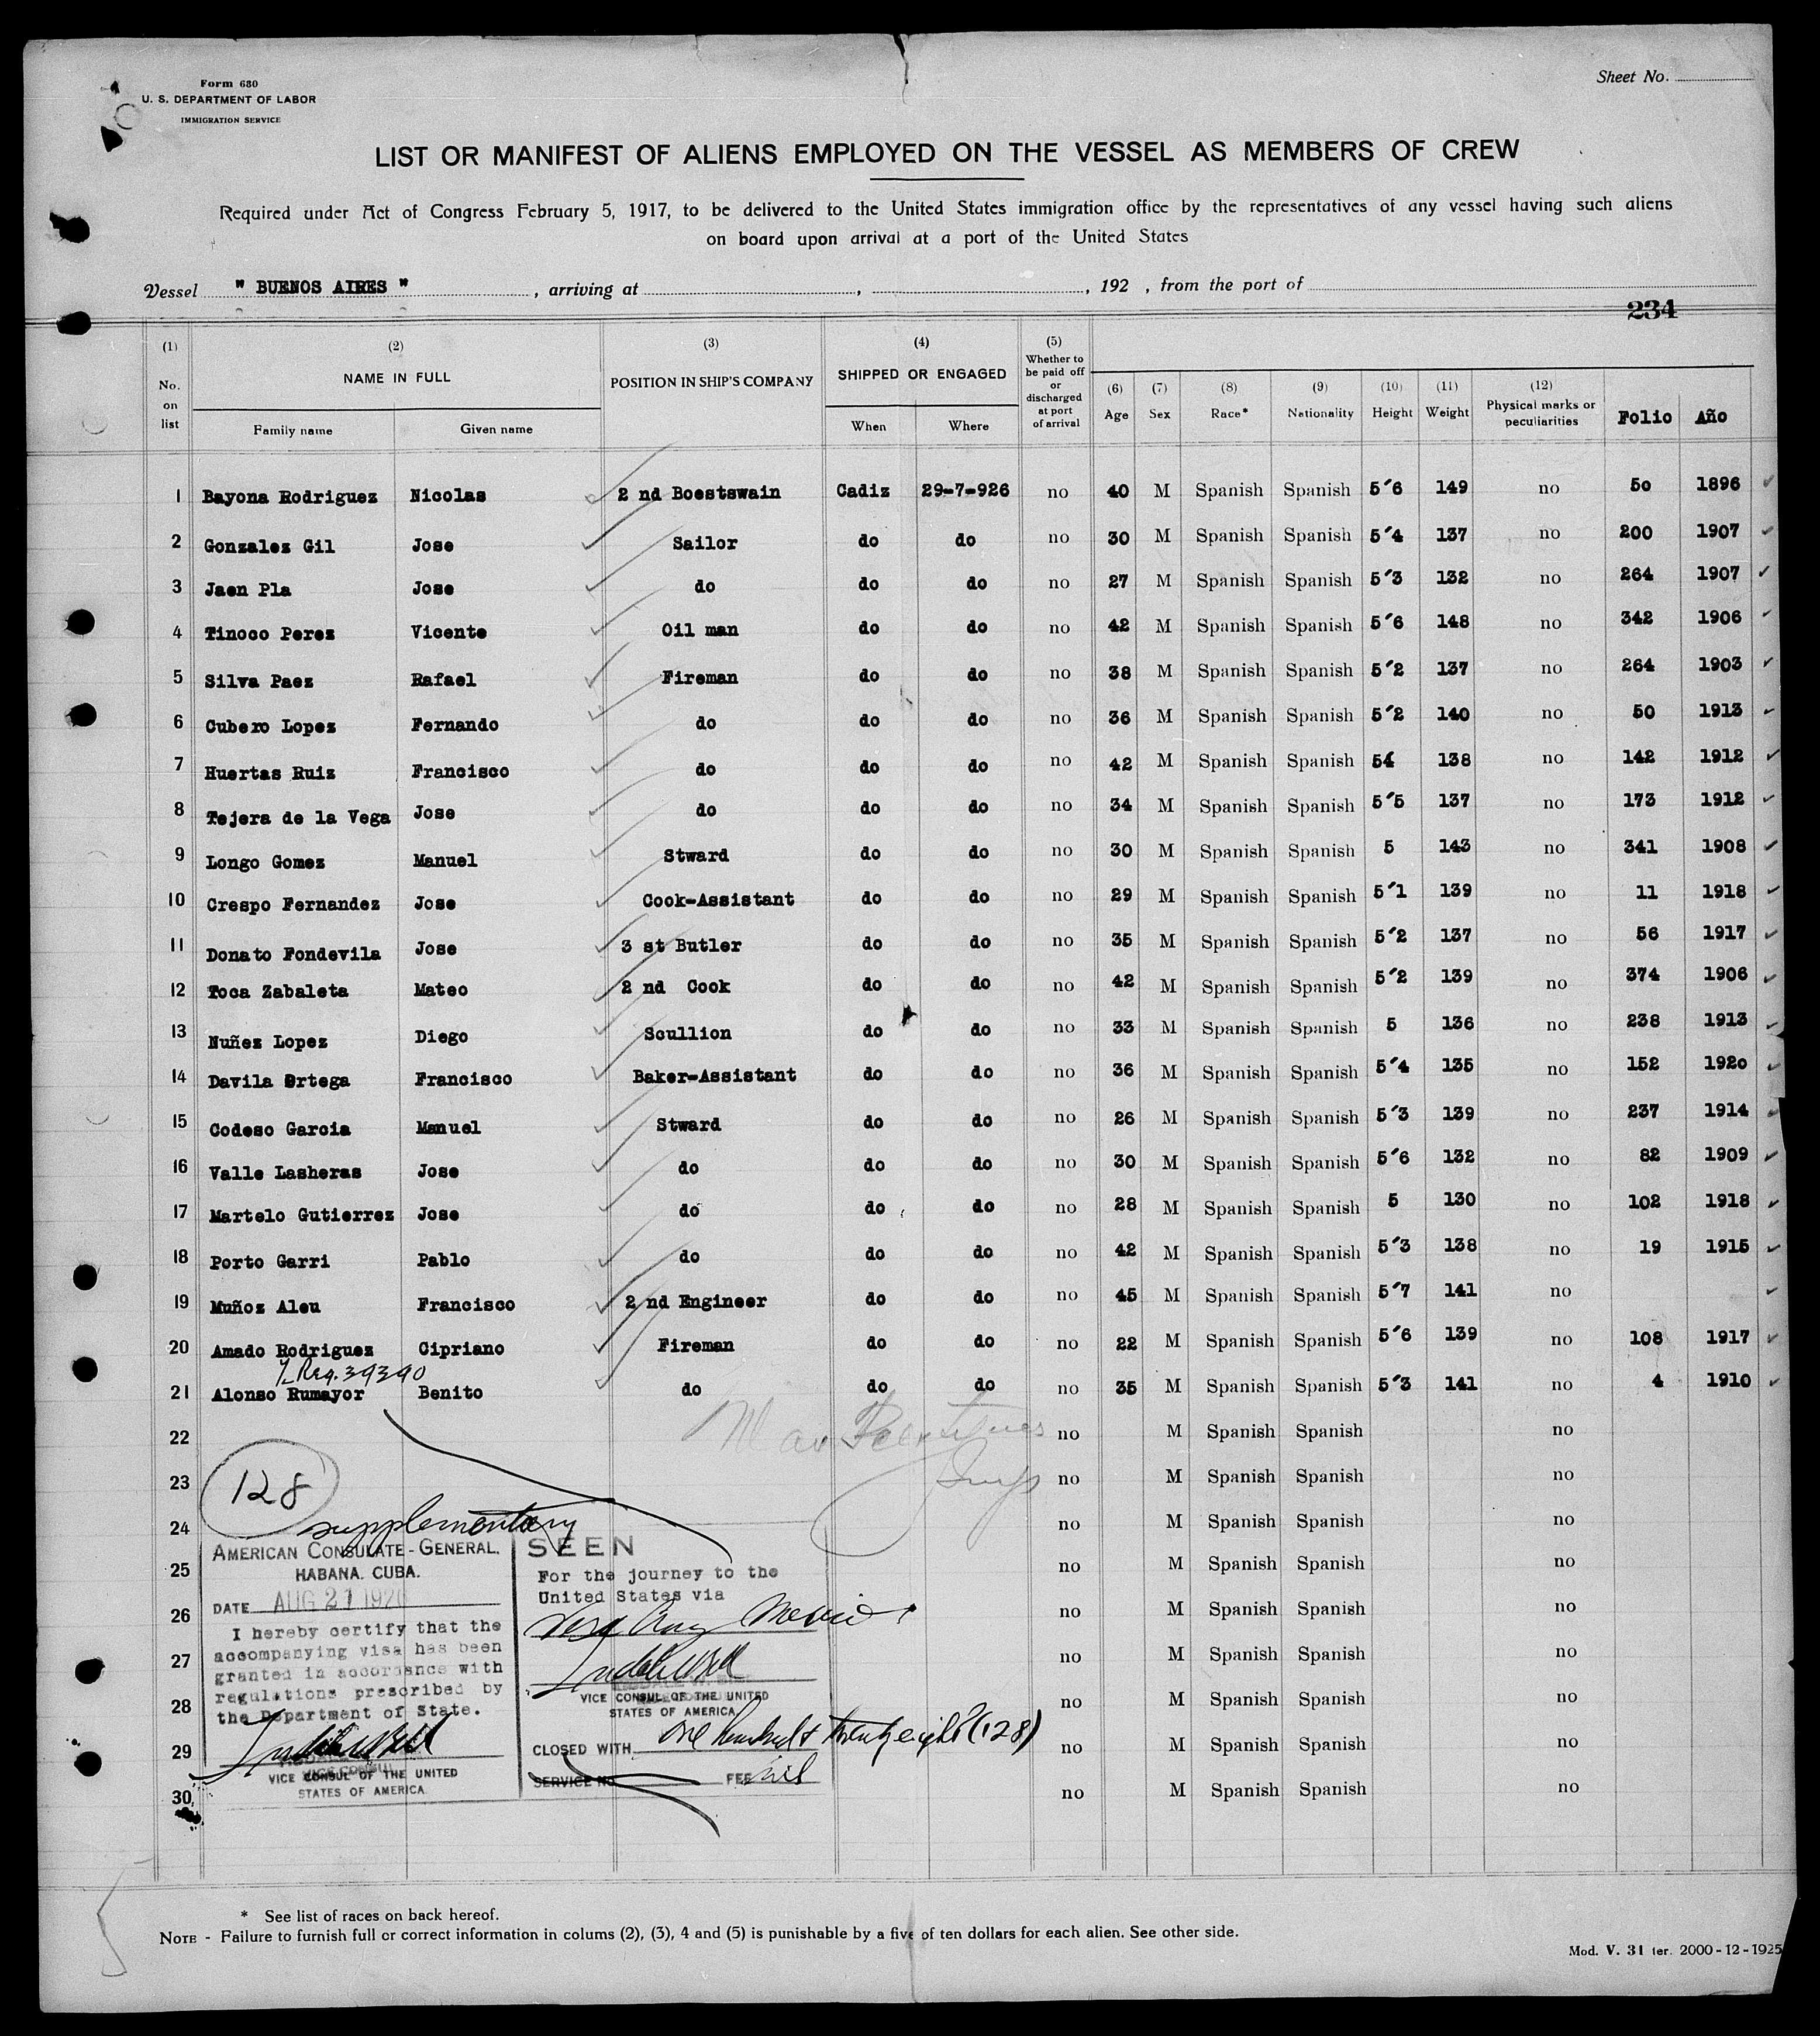 Form 680
U. S. DEPARTMENT OF LABOR
IMMIGRATION SERVICE
Sheet No.
LIST OR MANIFEST OF ALIENS EMPLOYED ON THE VESSEL AS MEMBERS OF CREW
Required under Act of Congress February 5, 1917, to be delivered to the United States immigration office by the representatives of any vessel having such aliens
on board upon arrival at a port of the United States
Vessel " BUENOS AIRES " , arriving at , , 192 , from the port of
234
(1) No. on list (2) NAME IN FULL Family name Given name (3) POSITION IN SHIP'S COMPANY (4) SHIPPED OR ENGAGED When Where (5) Whether to be paid off or discharged at port of arrival (6) Age (7) Sex (8) Race* (9) Nationality (10) Height (11) Weight (12) Physical marks or peculiarities Folio Año
1 Bayona Rodriguez Nicolas 2 nd Boestswain Cadiz 29-7-926 no 40 M Spanish Spanish 5´6 149 no 50 1896
2 Gonzalez Gil Jose Sailor do do no 30 M Spanish Spanish 5´4 137 no 200 1907
3 Jaen Pla Jose do do do no 27 M Spanish Spanish 5´3 132 no 264 1907
4 Tinoco Perez Vicente Oil man do do no 42 M Spanish Spanish 5´6 148 no 342 1906
5 Silva Paez Rafael Fireman do do no 38 M Spanish Spanish 5´2 137 no 264 1903
6 Cubero Lopez Fernando do do do no 36 M Spanish Spanish 5´2 140 no 50 1913
7 Huertas Ruiz Francisco do do do no 42 M Spanish Spanish 54 138 no 142 1912
8 Tejera de la Vega Jose do do do no 34 M Spanish Spanish 5´5 137 no 173 1912
9 Longo Gomez Manuel Stward do do no 30 M Spanish Spanish 5 143 no 341 1908
10 Crespo Fernandez Jose Cook-Assistant do do no 29 M Spanish Spanish 5´1 139 no 11 1918
11 Donato Fondevila Jose 3 st Butler do do no 35 M Spanish Spanish 5´2 137 no 56 1917
12 Toca Zabaleta Mateo 2 nd Cook do do no 42 M Spanish Spanish 5´2 139 no 374 1906
13 Nuñez Lopez Diego Scullion do do no 33 M Spanish Spanish 5 136 no 238 1913
14 Davila Ortega Francisco Baker-Assistant do do no 36 M Spanish Spanish 5´4 135 no 152 1920
15 Codeso Garcia Manuel Stward do do no 26 M Spanish Spanish 5´3 139 no 237 1914
16 Valle Lasheras Jose do do do no 30 M Spanish Spanish 5´6 132 no 82 1909
17 Martelo Gutierrez Jose do do do no 28 M Spanish Spanish 5 130 no 102 1918
18 Porto Garri Pablo do do do no 42 M Spanish Spanish 5´3 138 no 19 1915
19 Muñoz Aleu Francisco 2 nd Engineer do do no 45 M Spanish Spanish 5´7 141 no
20 Amado Rodriguez Cipriano Fireman do do no 22 M Spanish Spanish 5´6 139 no 108 1917
Reg. 39390
21 Alonso Rumayor Benito do do do no 35 M Spanish Spanish 5´3 141 no 4 1910
22 no M Spanish Spanish no
23 no M Spanish Spanish no
24 no M Spanish Spanish no
25 no M Spanish Spanish no
26 no M Spanish Spanish no
27 no M Spanish Spanish no
28 no M Spanish Spanish no
29 no M Spanish Spanish no
30 no M Spanish Spanish no
128
supplementary
AMERICAN CONSULATE-GENERAL.
HABANA. CUBA.
DATE AUG 21 1926
I hereby certify that the
accompanying visa has been
granted in accordance with
regulations prescribed by
the Department of State.
VICE CONSUL OF THE UNITED
STATES OF AMERICA.
SEEN
For the journey to the
United States via
Vera Cruz Mexico
VICE CONSUL OF THE UNITED
STATES OF AMERICA
CLOSED WITH one hundred & twenty eight (128)
SERVICE No. FEE nil
* See list of races on back hereof.
NOTE - Failure to furnish full or correct information in colums (2), (3), 4 and (5) is punishable by a five of ten dollars for each alien. See other side.
Mod. V. 31 ter. 2000-12-1925